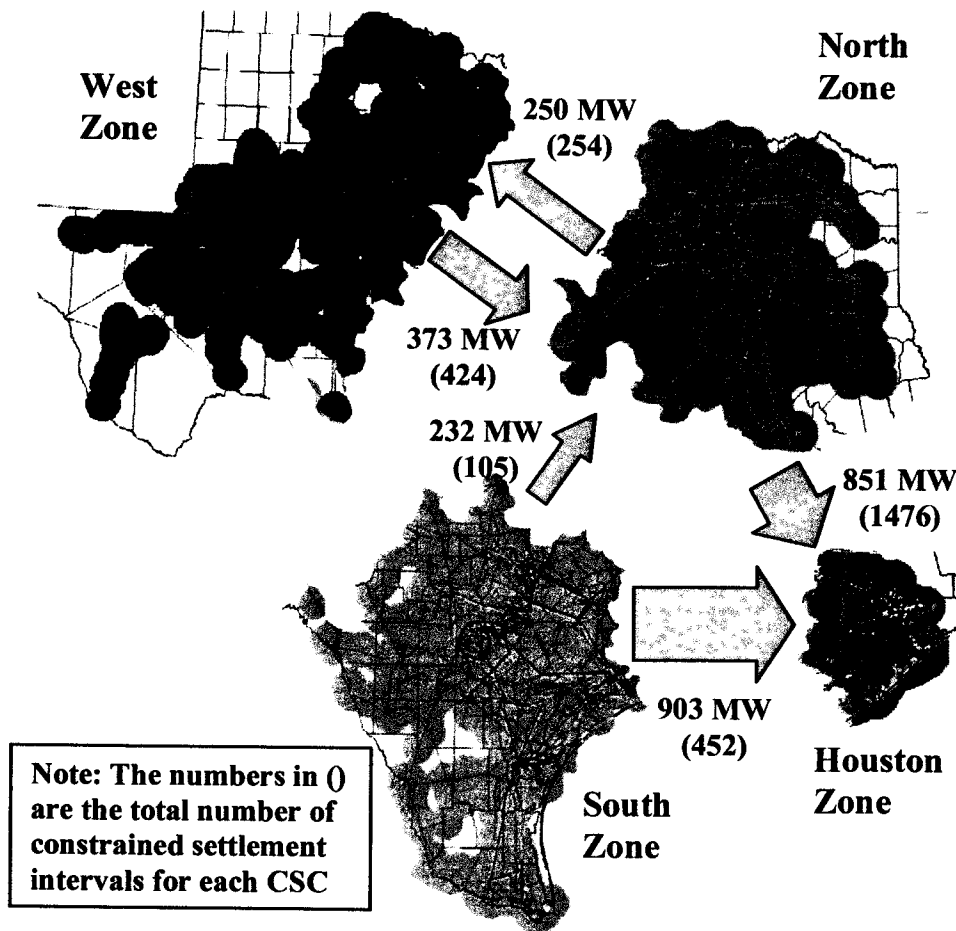 North
Zone
West
Zone
250 MW
(254)
373 MW
(424)
232 MW
(105)
851 MW
(1476)
903 MW
(452)
Houston
Zone
South
Zone
Note: The numbers in ()
are the total number of
constrained settlement
intervals for each CSC